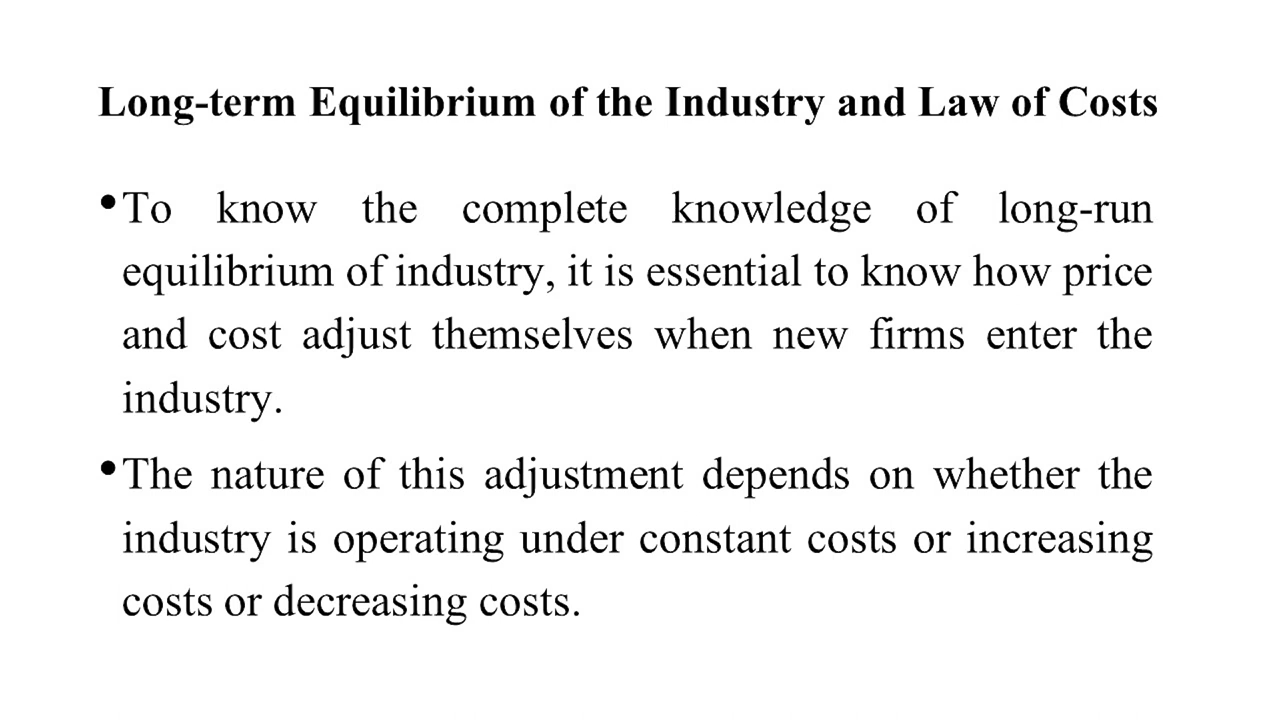 Long-term Equilibrium of the Industry and Law of Costs
•To know the complete knowledge of long-run
equilibrium of industry, it is essential to know how price
and cost adjust themselves when new firms enter the
industry.
•The nature of this adjustment depends on whether the
industry is operating under constant costs or increasing
costs or decreasing costs.